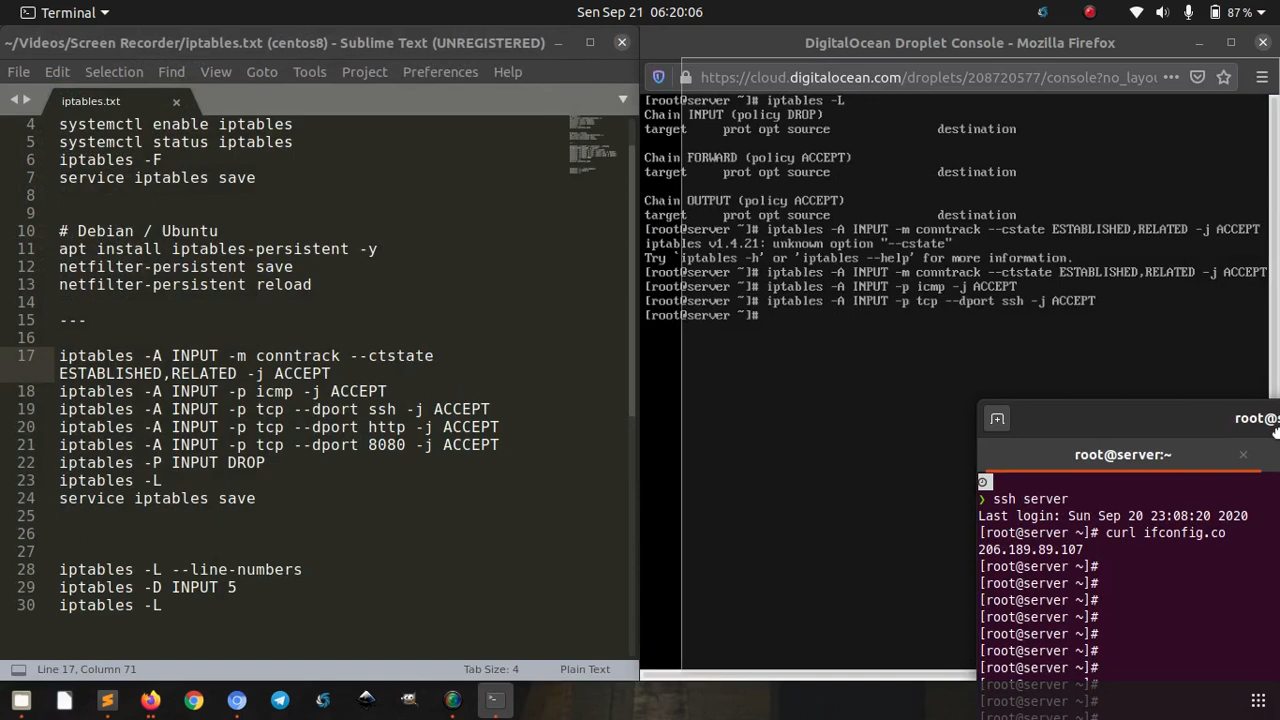 Terminal
Sen Sep 21 06:20:06
87 %
~/Videos/Screen Recorder/iptables.txt (centos8) - Sublime Text (UNREGISTERED)
File Edit Selection Find View Goto Tools Project Preferences Help
iptables.txt
4 systemctl enable iptables
5 systemctl status iptables
6 iptables -F
7 service iptables save
8
9
10 # Debian / Ubuntu
11 apt install iptables-persistent -y
12 netfilter-persistent save
13 netfilter-persistent reload
14
15 ---
16
17 iptables -A INPUT -m conntrack --ctstate
ESTABLISHED,RELATED -j ACCEPT
18 iptables -A INPUT -p icmp -j ACCEPT
19 iptables -A INPUT -p tcp --dport ssh -j ACCEPT
20 iptables -A INPUT -p tcp --dport http -j ACCEPT
21 iptables -A INPUT -p tcp --dport 8080 -j ACCEPT
22 iptables -P INPUT DROP
23 iptables -L
24 service iptables save
25
26
27
28 iptables -L --line-numbers
29 iptables -D INPUT 5
30 iptables -L
Line 17, Column 71
Tab Size: 4
Plain Text
DigitalOcean Droplet Console - Mozilla Firefox
https://cloud.digitalocean.com/droplets/208720577/console?no_layou
[root@server ~]# iptables -L
Chain INPUT (policy DROP)
target prot opt source destination
Chain FORWARD (policy ACCEPT)
target prot opt source destination
Chain OUTPUT (policy ACCEPT)
target prot opt source destination
[root@server ~]# iptables -A INPUT -m conntrack --cstate ESTABLISHED,RELATED -j ACCEPT
iptables v1.4.21: unknown option "--cstate"
Try `iptables -h' or 'iptables --help' for more information.
[root@server ~]# iptables -A INPUT -m conntrack --ctstate ESTABLISHED,RELATED -j ACCEPT
[root@server ~]# iptables -A INPUT -p icmp -j ACCEPT
[root@server ~]# iptables -A INPUT -p tcp --dport ssh -j ACCEPT
[root@server ~]#
root@s
root@server:~
❯ ssh server
Last login: Sun Sep 20 23:08:20 2020
[root@server ~]# curl ifconfig.co
206.189.89.107
[root@server ~]#
[root@server ~]#
[root@server ~]#
[root@server ~]#
[root@server ~]#
[root@server ~]#
[root@server ~]#
[root@server ~]#